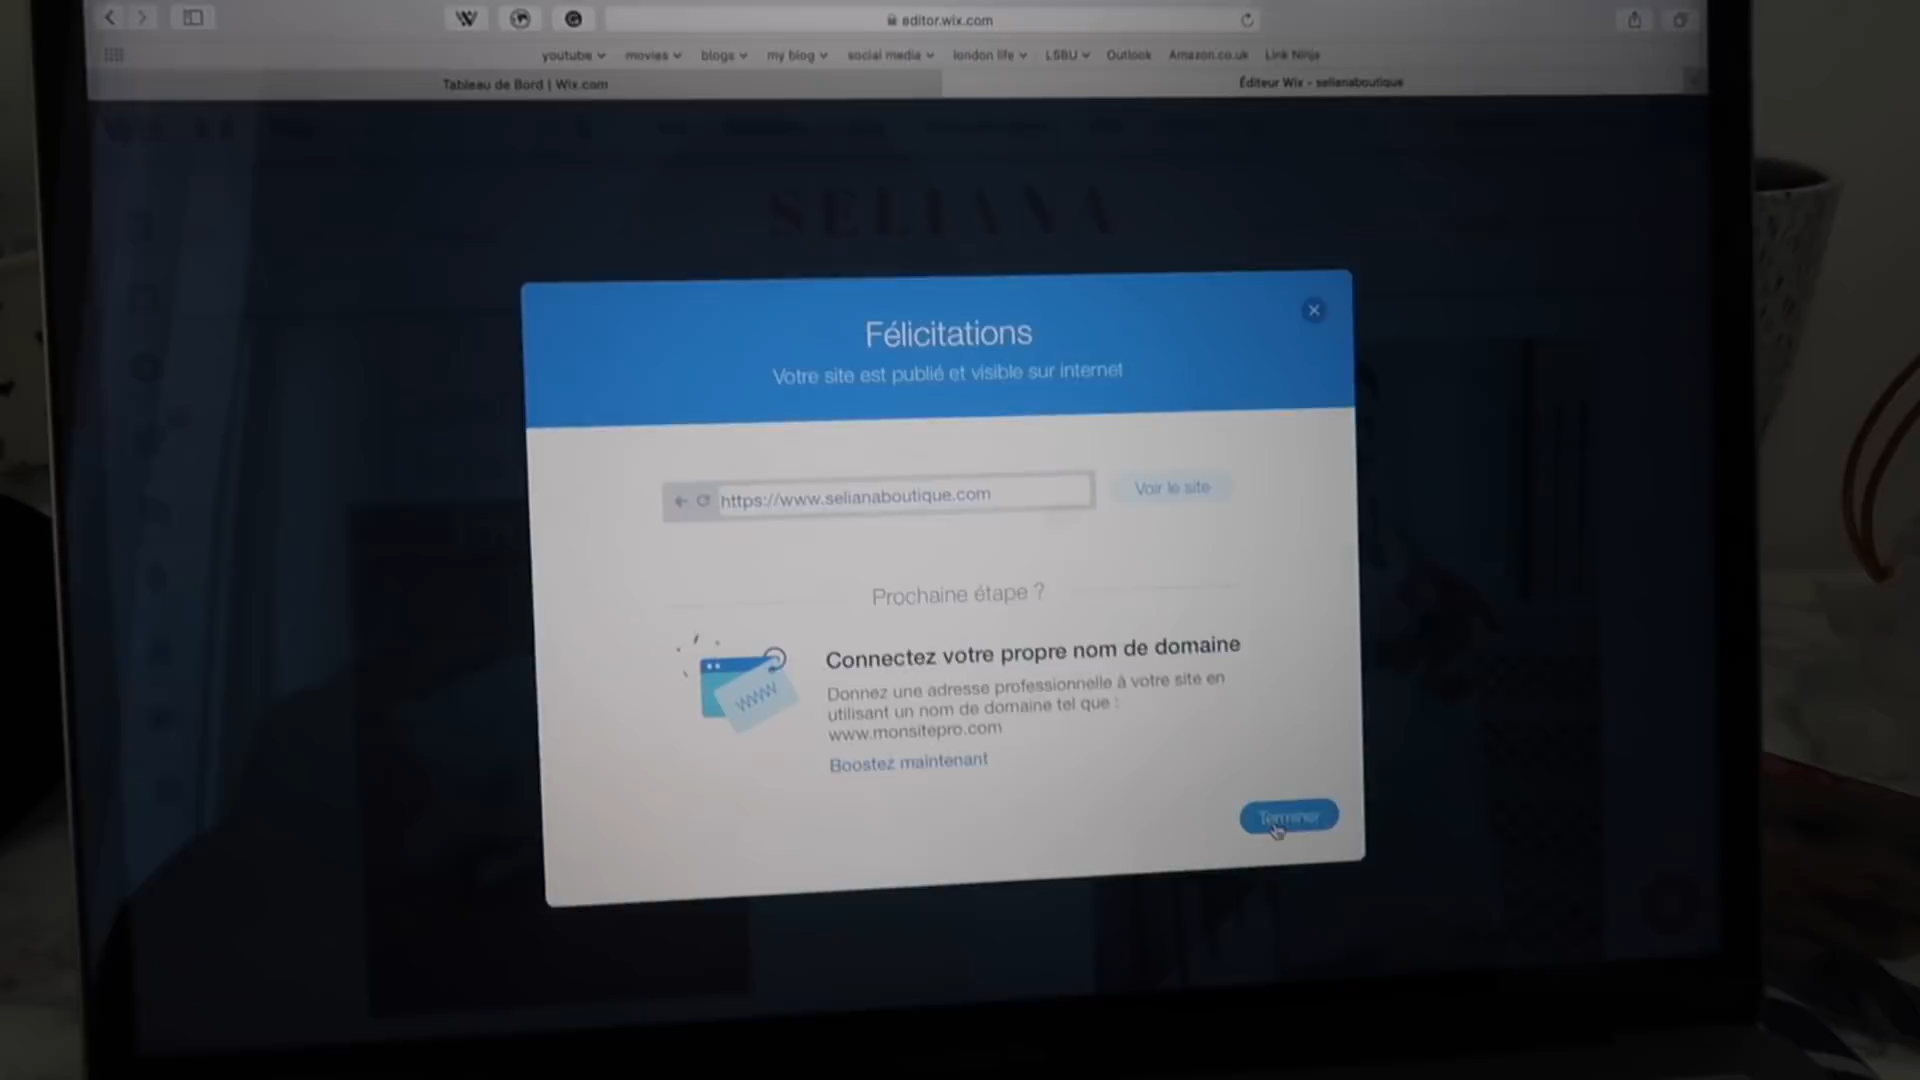 editor.wix.com
youtube movies blogs my blog social media london life LSBU Outlook Amazon.co.uk Link Ninja
Tableau de Bord | Wix.com
Éditeur Wix - selianaboutique
SELIANA
Félicitations
Votre site est publié et visible sur internet
https://www.selianaboutique.com
Voir le site
Prochaine étape ?
www
Connectez votre propre nom de domaine
Donnez une adresse professionnelle à votre site en
utilisant un nom de domaine tel que :
www.monsitepro.com
Boostez maintenant
Terminer